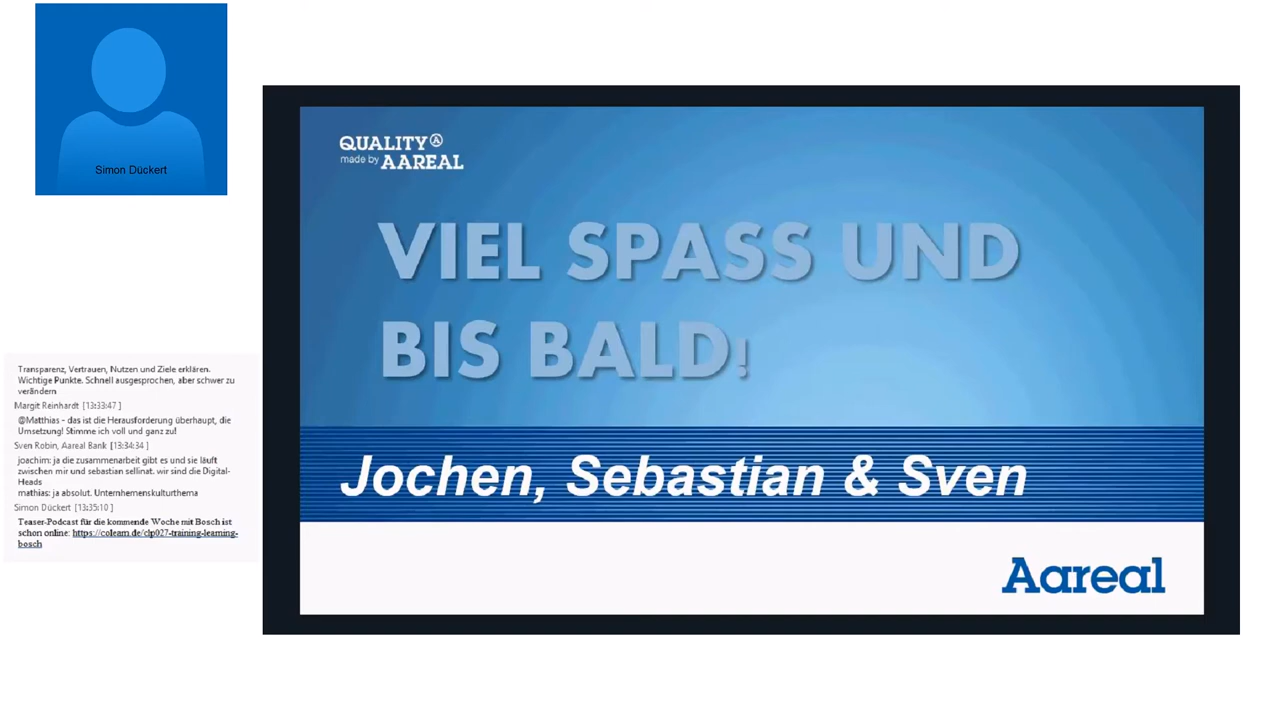 Simon Dückert
Transparenz, Vertrauen, Nutzen und Ziele erklären.
Wichtige Punkte. Schnell ausgesprochen, aber schwer zu
verändern
Margit Reinhardt [13:33:47 ]
@Matthias - das ist die Herausforderung überhaupt, die
Umsetzung! Stimme ich voll und ganz zu!
Sven Robin, Aareal Bank [13:34:34 ]
joachim: ja die zusammenarbeit gibt es und sie läuft
zwischen mir und sebastian sellinat. wir sind die Digital-
Heads
mathias: ja absolut. Unternhemenskulturthema
Simon Dückert [13:35:10 ]
Teaser-Podcast für die kommende Woche mit Bosch ist
schon online: https://colearn.de/clp027-training-learning-
bosch
QUALITY A
made by AAREAL
VIEL SPASS UND
BIS BALD!
Jochen, Sebastian & Sven
Aareal